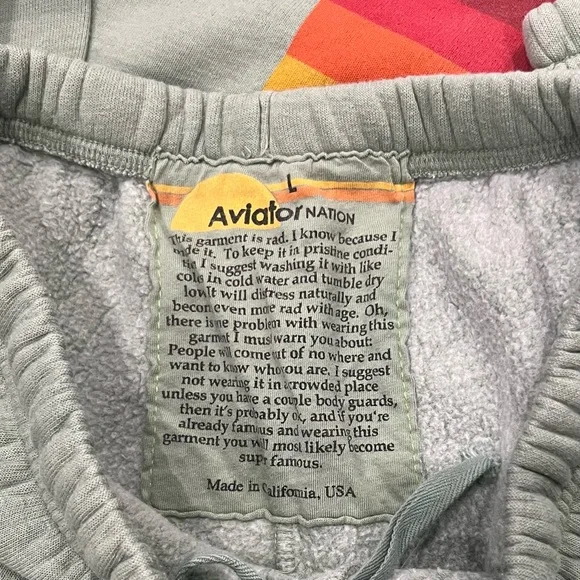 L
Aviator NATION
This garment is rad. I know because I
made it. To keep it in pristine condi-
tion I suggest washing it with like
colors in cold water and tumble dry
low. It will distress naturally and
become even more rad with age. Oh,
there is one problem with wearing this
garment I must warn you about:
People will come out of no where and
want to know who you are. I suggest
not wearing it in a crowded place
unless you have a couple body guards,
then it's probably ok, and if you're
already famous and wearing this
garment you will most likely become
super famous.
Made in California, USA